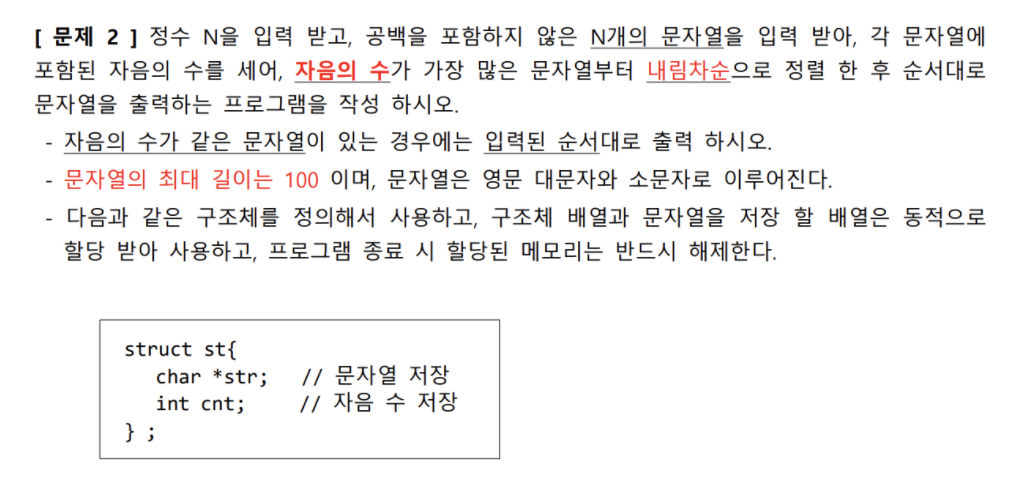 [ 문제 2 ] 정수 N을 입력 받고, 공백을 포함하지 않은 N개의 문자열을 입력 받아, 각 문자열에
포함된 자음의 수를 세어, 자음의 수가 가장 많은 문자열부터 내림차순으로 정렬 한 후 순서대로
문자열을 출력하는 프로그램을 작성 하시오.
- 자음의 수가 같은 문자열이 있는 경우에는 입력된 순서대로 출력 하시오.
- 문자열의 최대 길이는 100 이며, 문자열은 영문 대문자와 소문자로 이루어진다.
- 다음과 같은 구조체를 정의해서 사용하고, 구조체 배열과 문자열을 저장 할 배열은 동적으로
할당 받아 사용하고, 프로그램 종료 시 할당된 메모리는 반드시 해제한다.
struct st{
char *str; // 문자열 저장
int cnt; // 자음 수 저장
} ;